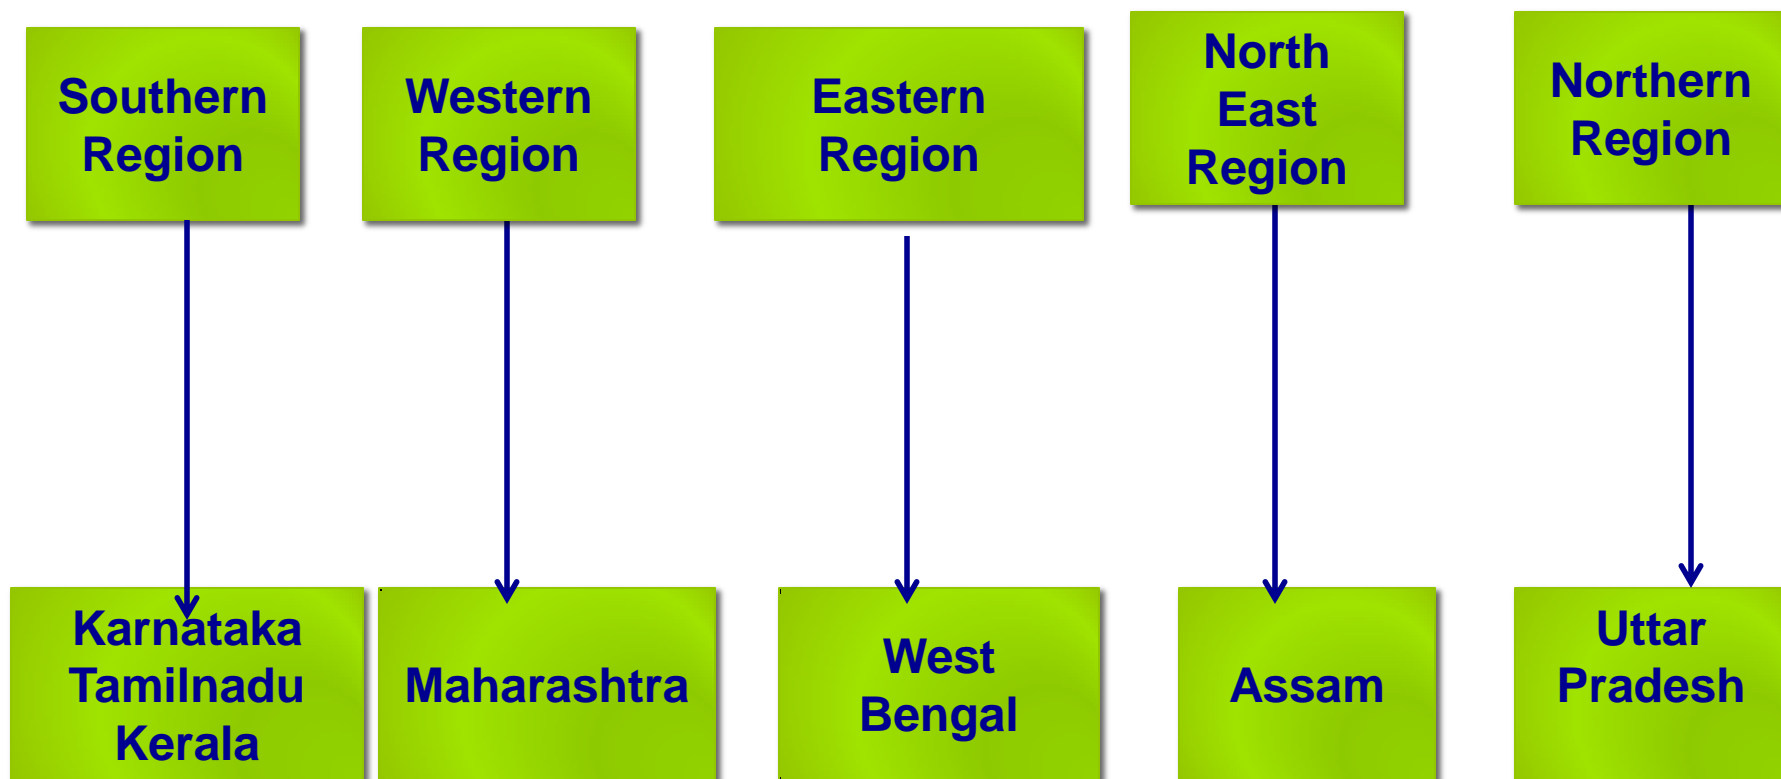 Southern
Region
Western
Region
Eastern
Region
North
East
Region
Northern
Region
Karnataka
Tamilnadu
Kerala
Maharashtra
West
Bengal
Assam
Uttar
Pradesh